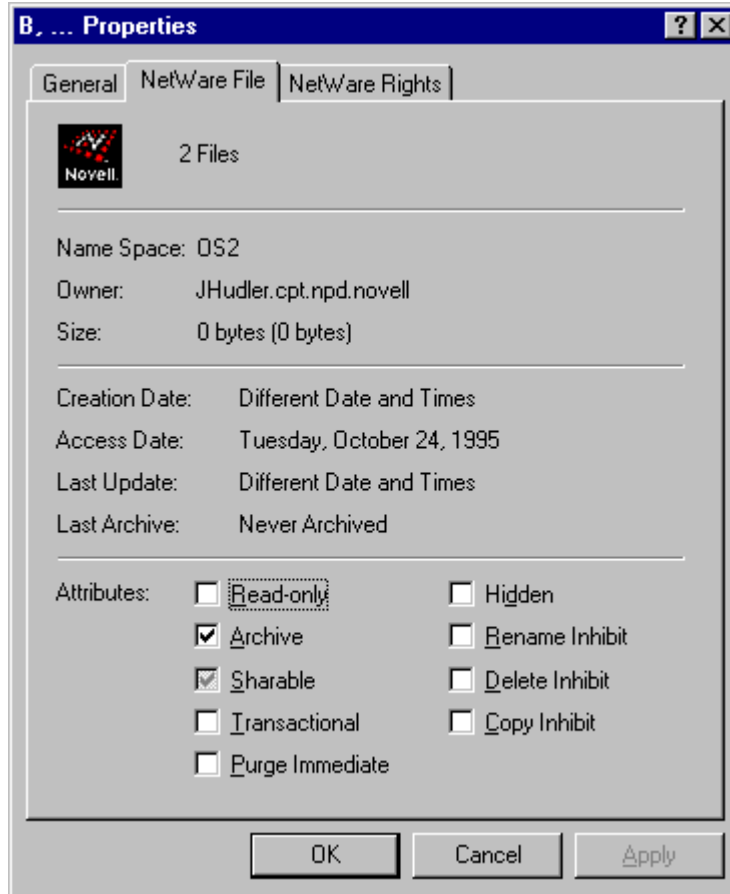 B, ... Properties
General NetWare File NetWare Rights
Novell.
2 Files
Name Space: OS2
Owner: JHudler.cpt.npd.novell
Size: 0 bytes (0 bytes)
Creation Date: Different Date and Times
Access Date: Tuesday, October 24, 1995
Last Update: Different Date and Times
Last Archive: Never Archived
Attributes: Read-only Hidden
Archive Rename Inhibit
Sharable Delete Inhibit
Transactional Copy Inhibit
Purge Immediate
OK Cancel Apply